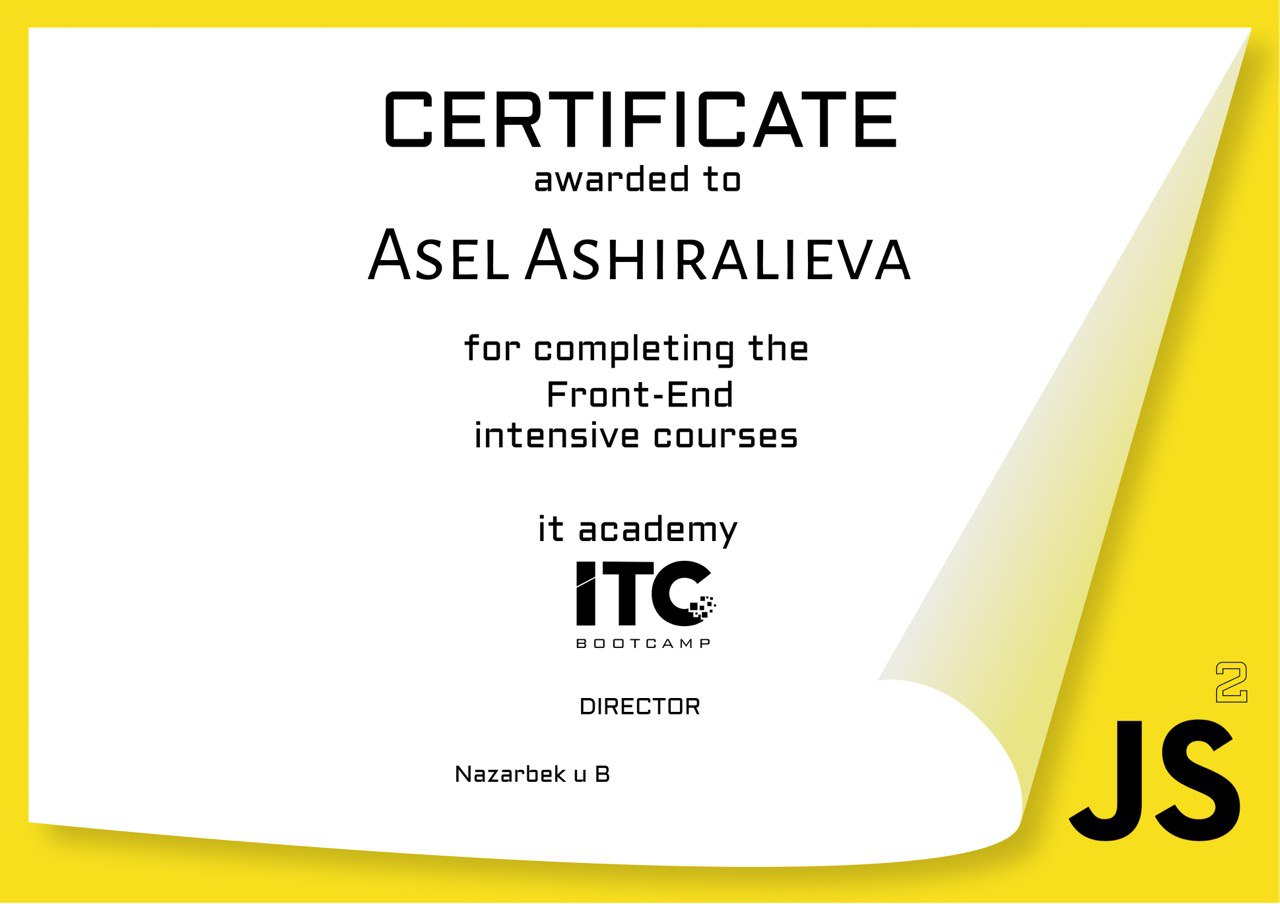 CERTIFICATE
awarded to
ASEL ASHIRALIEVA
for completing the
Front-End
intensive courses
it academy
ITC
BOOTCAMP
DIRECTOR
Nazarbek u B
2
JS